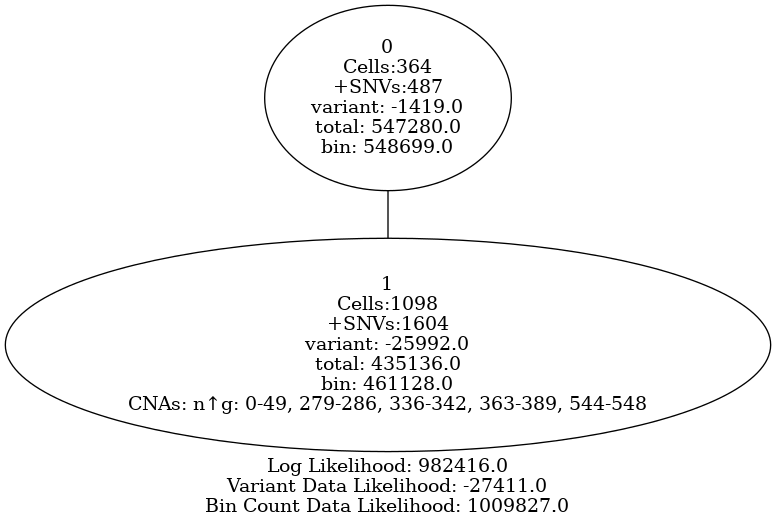 0
Cells:364
+SNVs:487
variant: -1419.0
total: 547280.0
bin: 548699.0
1
Cells:1098
+SNVs:1604
variant: -25992.0
total: 435136.0
bin: 461128.0
CNAs: n↑g: 0-49, 279-286, 336-342, 363-389, 544-548
Log Likelihood: 982416.0
Variant Data Likelihood: -27411.0
Bin Count Data Likelihood: 1009827.0